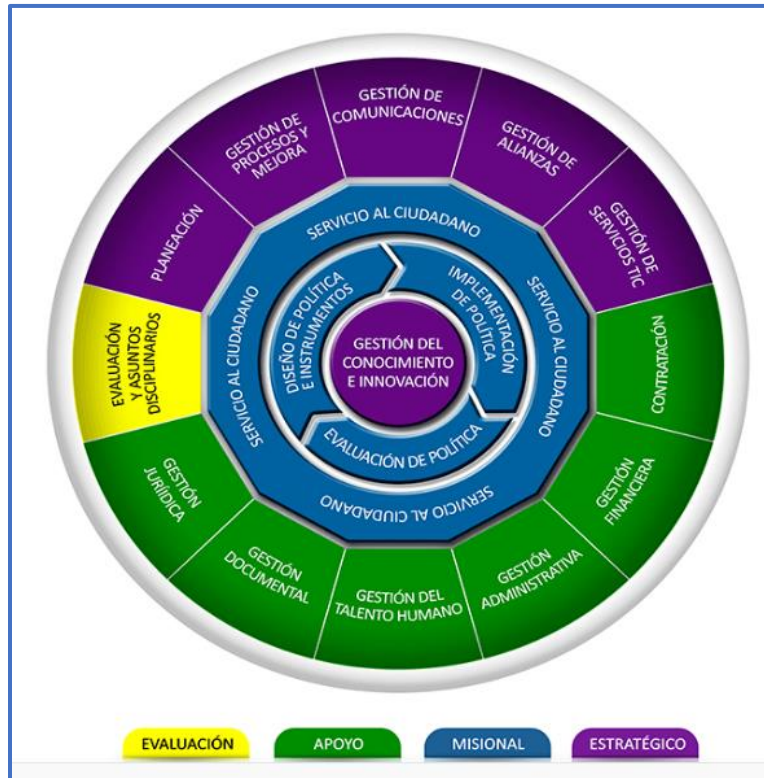 GESTIÓN DE
COMUNICACIONES
GESTIÓN DE
ALIANZAS
GESTIÓN DE
SERVICIOS TIC
CONTRATACIÓN
GESTIÓN
FINANCIERA
GESTIÓN
ADMINISTRATIVA
GESTIÓN DEL
TALENTO HUMANO
GESTIÓN
DOCUMENTAL
GESTIÓN
JURÍIDICA
EVALUACIÓN
Y ASUNTOS
DISCIPLINARIOS
PLANEACIÓN
GESTIÓN DE
PROCESOS Y
MEJORA
SERVICIO AL CIUDADANO
SERVICIO AL CIUDADANO
SERVICIO AL CIUDADANO
SERVICIO AL CIUDADANO
DISEÑO DE POLÍTICA
E INSTRUMENTOS
IMPLEMENTACIÓN
DE POLÍTICA
EVALUACIÓN DE POLÍTICA
GESTIÓN DEL
CONOCIMIENTO
E INNOVACIÓN
EVALUACIÓN
APOYO
MISIONAL
ESTRATÉGICO